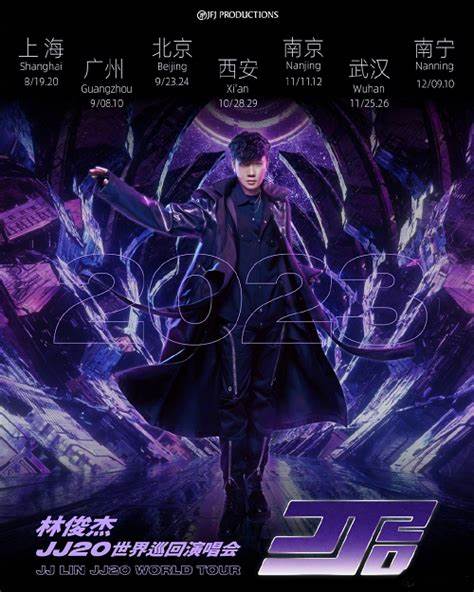 JFJ PRODUCTIONS
上海
Shanghai
8/19.20
广州
Guangzhou
9/08.10
北京
Beijing
9/23.24
西安
Xi'an
10/28.29
南京
Nanjing
11/11.12
武汉
Wuhan
11/25.26
南宁
Nanning
12/09.10
2023
林俊杰
JJ20世界巡回演唱会
JJ LIN JJ20 WORLD TOUR
JJ20